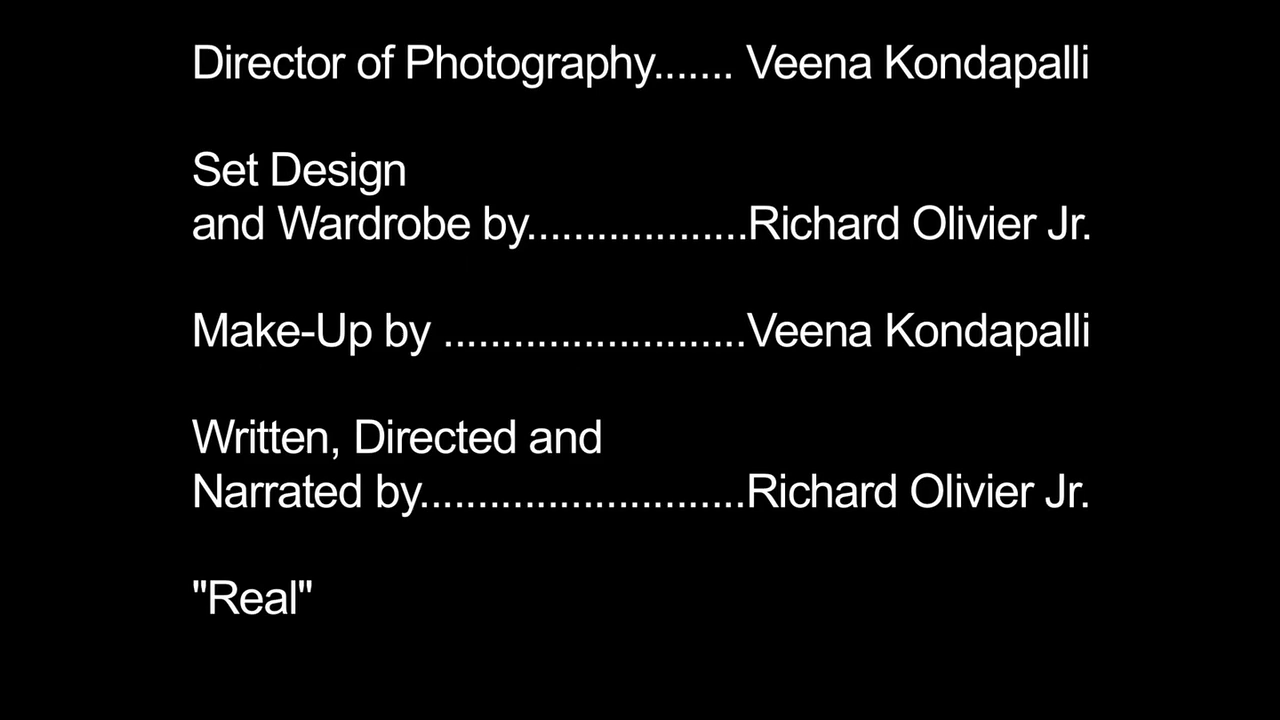 Director of Photography....... Veena Kondapalli
Set Design
and Wardrobe by...................Richard Olivier Jr.
Make-Up by ..........................Veena Kondapalli
Written, Directed and
Narrated by............................Richard Olivier Jr.
"Real"